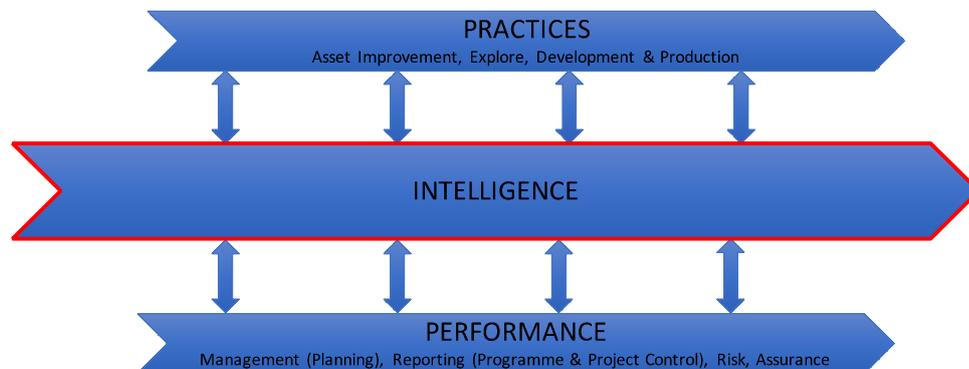 PRACTICES
Asset Improvement, Explore, Development & Production
INTELLIGENCE
PERFORMANCE
Management (Planning), Reporting (Programme & Project Control), Risk, Assurance